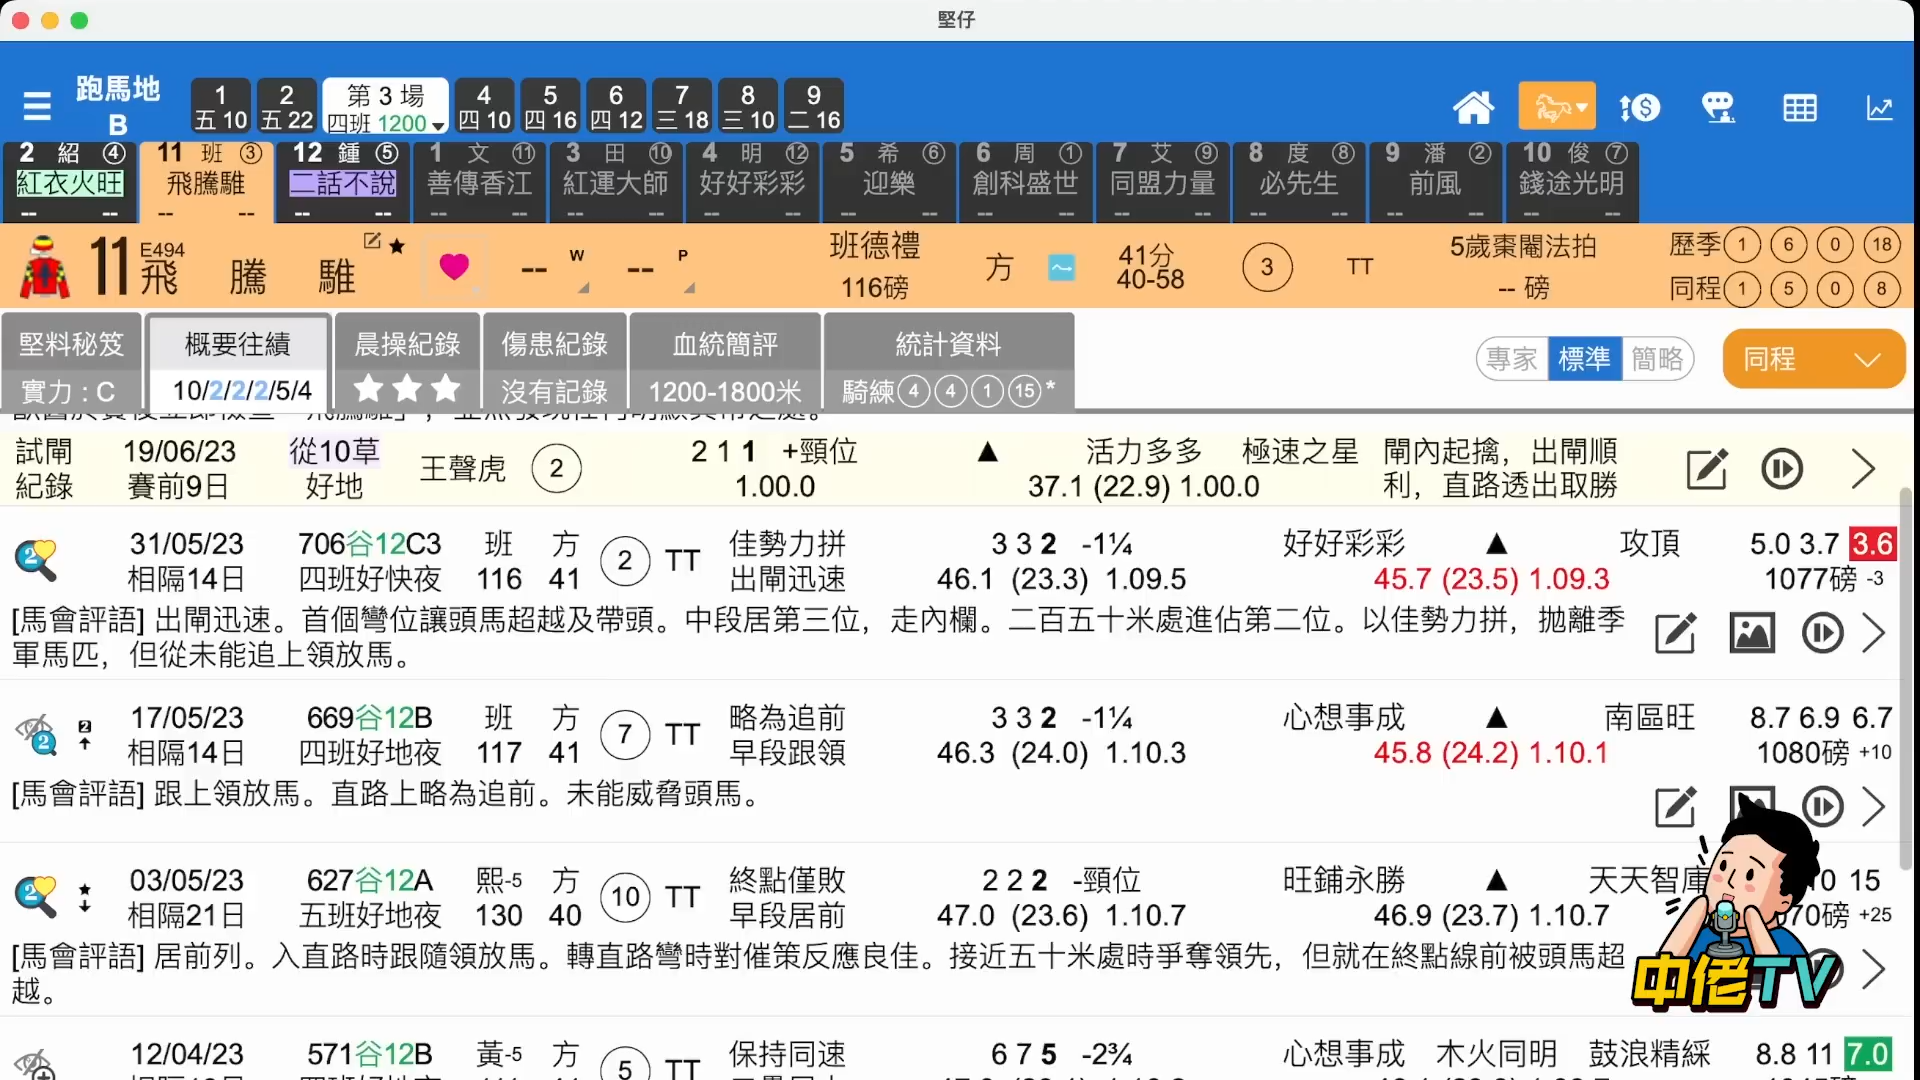 堅仔
跑馬地
B
1 五 10
2 五 22
第 3 場
四班 1200
4 四 10
5 四 16
6 四 12
7 三 18
8 三 10
9 二 16
2 紹 ④ 紅衣火旺 -- --
11 班 ③ 飛騰騅 -- --
12 鍾 ⑤ 二話不說 -- --
1 文 ⑪ 善傳香江 -- --
3 田 ⑩ 紅運大師 -- --
4 明 ⑫ 好好彩彩 -- --
5 希 ⑥ 迎樂 -- --
6 周 ① 創科盛世 -- --
7 艾 ⑨ 同盟力量 -- --
8 度 ⑧ 必先生 -- --
9 潘 ② 前風 -- --
10 俊 ⑦ 錢途光明 -- --
11 E494 飛騰騅
-- W -- P
班德禮 116磅
方
41分 40-58
3
TT
5歲棗閹法拍 -- 磅
歷季 1 6 0 18
同程 1 5 0 8
堅料秘笈 實力 : C
概要往績 10/2/2/2/5/4
晨操紀錄
傷患紀錄 沒有記錄
血統簡評 1200-1800米
統計資料 騎練 4 4 1 15 *
專家 標準 簡略
同程
試閘 19/06/23 從10草 王聲虎 2 2 1 1 +頸位 ▲ 活力多多 極速之星 閘內起搶，出閘順
紀錄 賽前9日 好地 1.00.0 37.1 (22.9) 1.00.0 利，直路透出取勝
31/05/23 706谷12C3 班 方 2 TT 佳勢力拼 3 3 2 -1¼ 好好彩彩 ▲ 攻頂 5.0 3.7 3.6
相隔14日 四班好快夜 116 41 出閘迅速 46.1 (23.3) 1.09.5 45.7 (23.5) 1.09.3 1077磅 -3
[馬會評語] 出閘迅速。首個彎位讓頭馬超越及帶頭。中段居第三位，走內欄。二百五十米處進佔第二位。以佳勢力拼，拋離季
軍馬匹，但從未能追上領放馬。
17/05/23 669谷12B 班 方 7 TT 略為追前 3 3 2 -1¼ 心想事成 ▲ 南區旺 8.7 6.9 6.7
相隔14日 四班好地夜 117 41 早段跟領 46.3 (24.0) 1.10.3 45.8 (24.2) 1.10.1 1080磅 +10
[馬會評語] 跟上領放馬。直路上略為追前。未能威脅頭馬。
03/05/23 627谷12A 熙-5 方 10 TT 終點僅敗 2 2 2 -頸位 旺鋪永勝 ▲ 天天智庫 15
相隔21日 五班好地夜 130 40 早段居前 47.0 (23.6) 1.10.7 46.9 (23.7) 1.10.7 70磅 +25
[馬會評語] 居前列。入直路時跟隨領放馬。轉直路彎時對催策反應良佳。接近五十米處時爭奪領先，但就在終點線前被頭馬超
越。
12/04/23 571谷12B 黃-5 方 5 TT 保持同速 6 7 5 -2¾ 心想事成 木火同明 鼓浪精綵 8.8 11 7.0
中佬TV